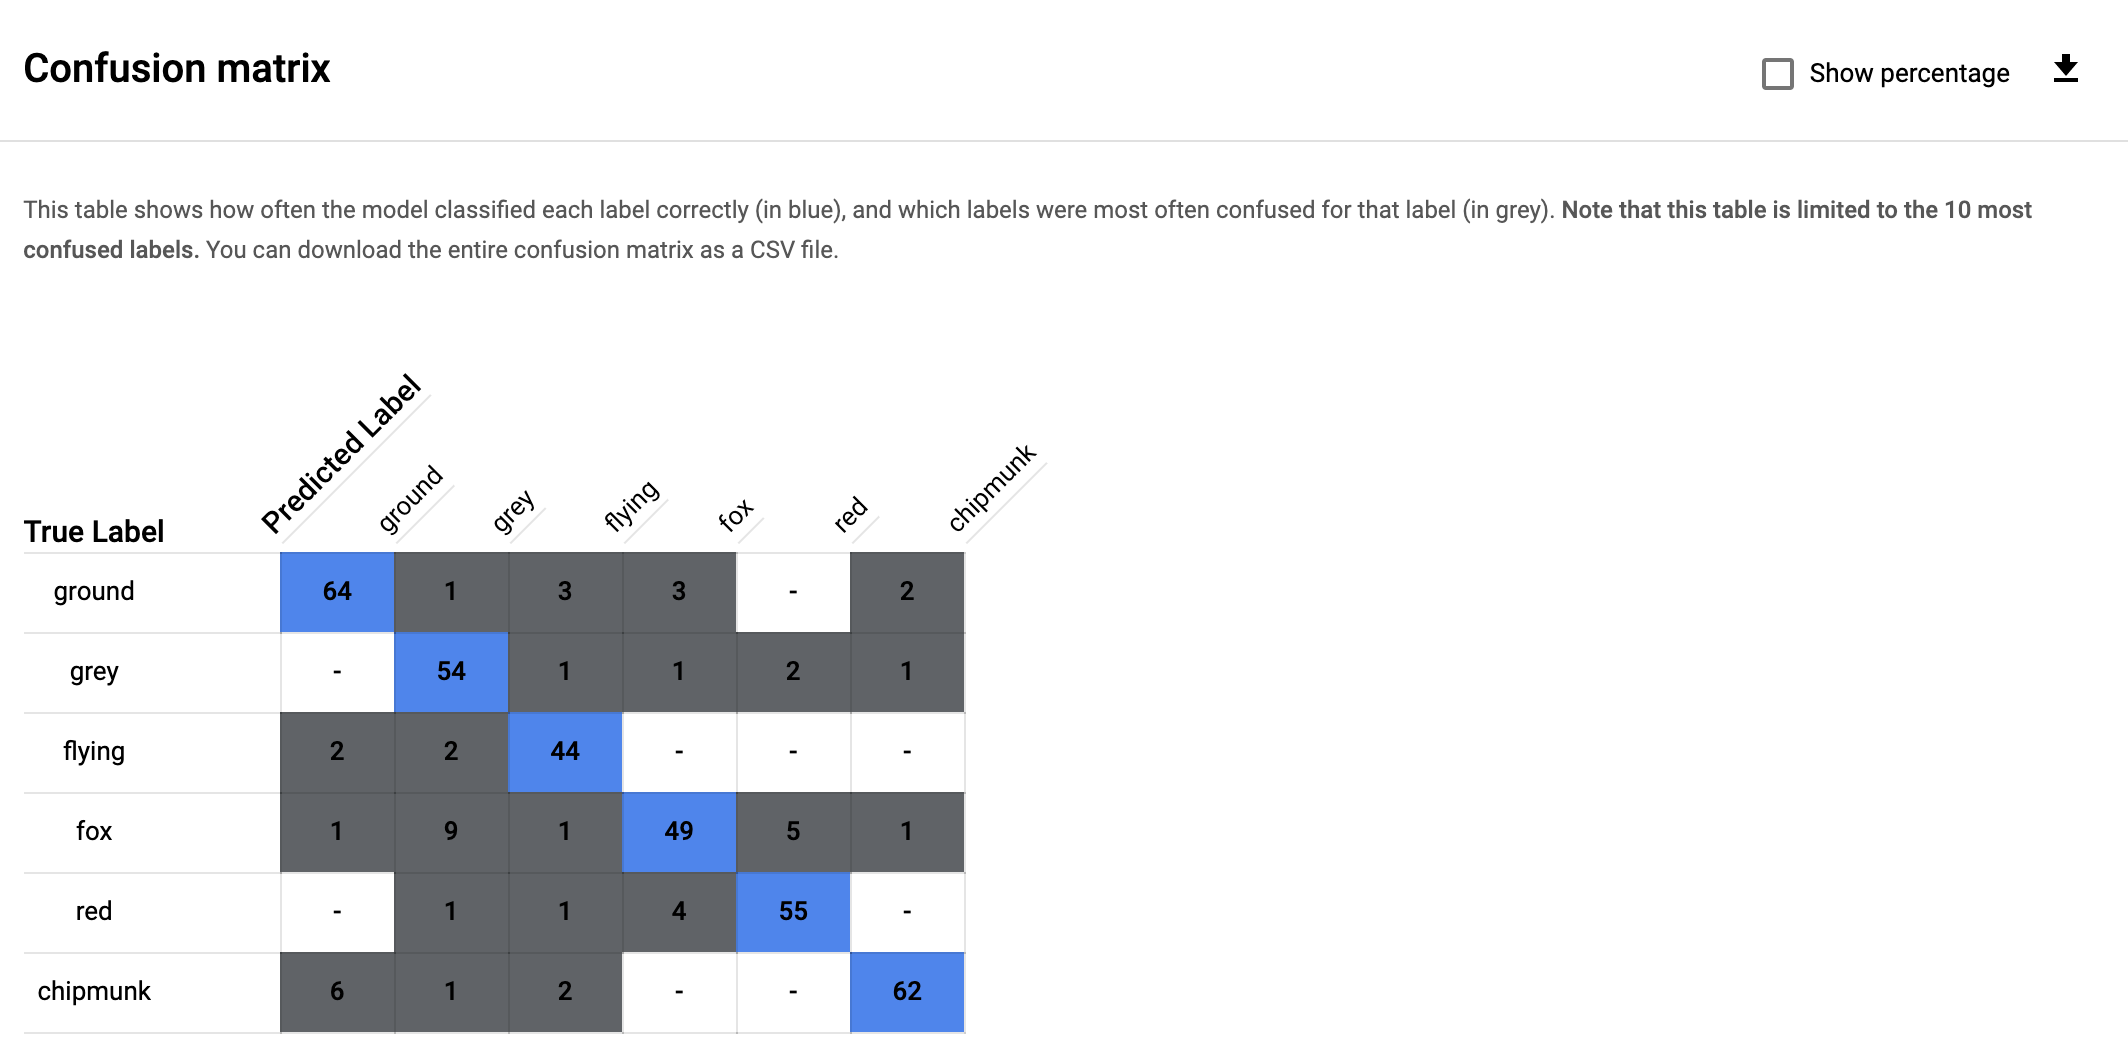 Confusion matrix
Show percentage
This table shows how often the model classified each label correctly (in blue), and which labels were most often confused for that label (in grey). Note that this table is limited to the 10 most
confused labels. You can download the entire confusion matrix as a CSV file.
True Label Predicted Label ground grey flying fox red chipmunk
ground 64 1 3 3 - 2
grey - 54 1 1 2 1
flying 2 2 44 - - -
fox 1 9 1 49 5 1
red - 1 1 4 55 -
chipmunk 6 1 2 - - 62